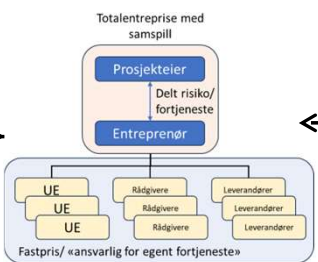 Totalentreprise med
samspill
Prosjekteier
Delt risiko/
fortjeneste
Entreprenør
UE
UE
UE
Rådgivere
Rådgivere
Rådgivere
Leverandører
Leverandører
Leverandører
Fastpris/ «ansvarlig for egent fortjeneste»